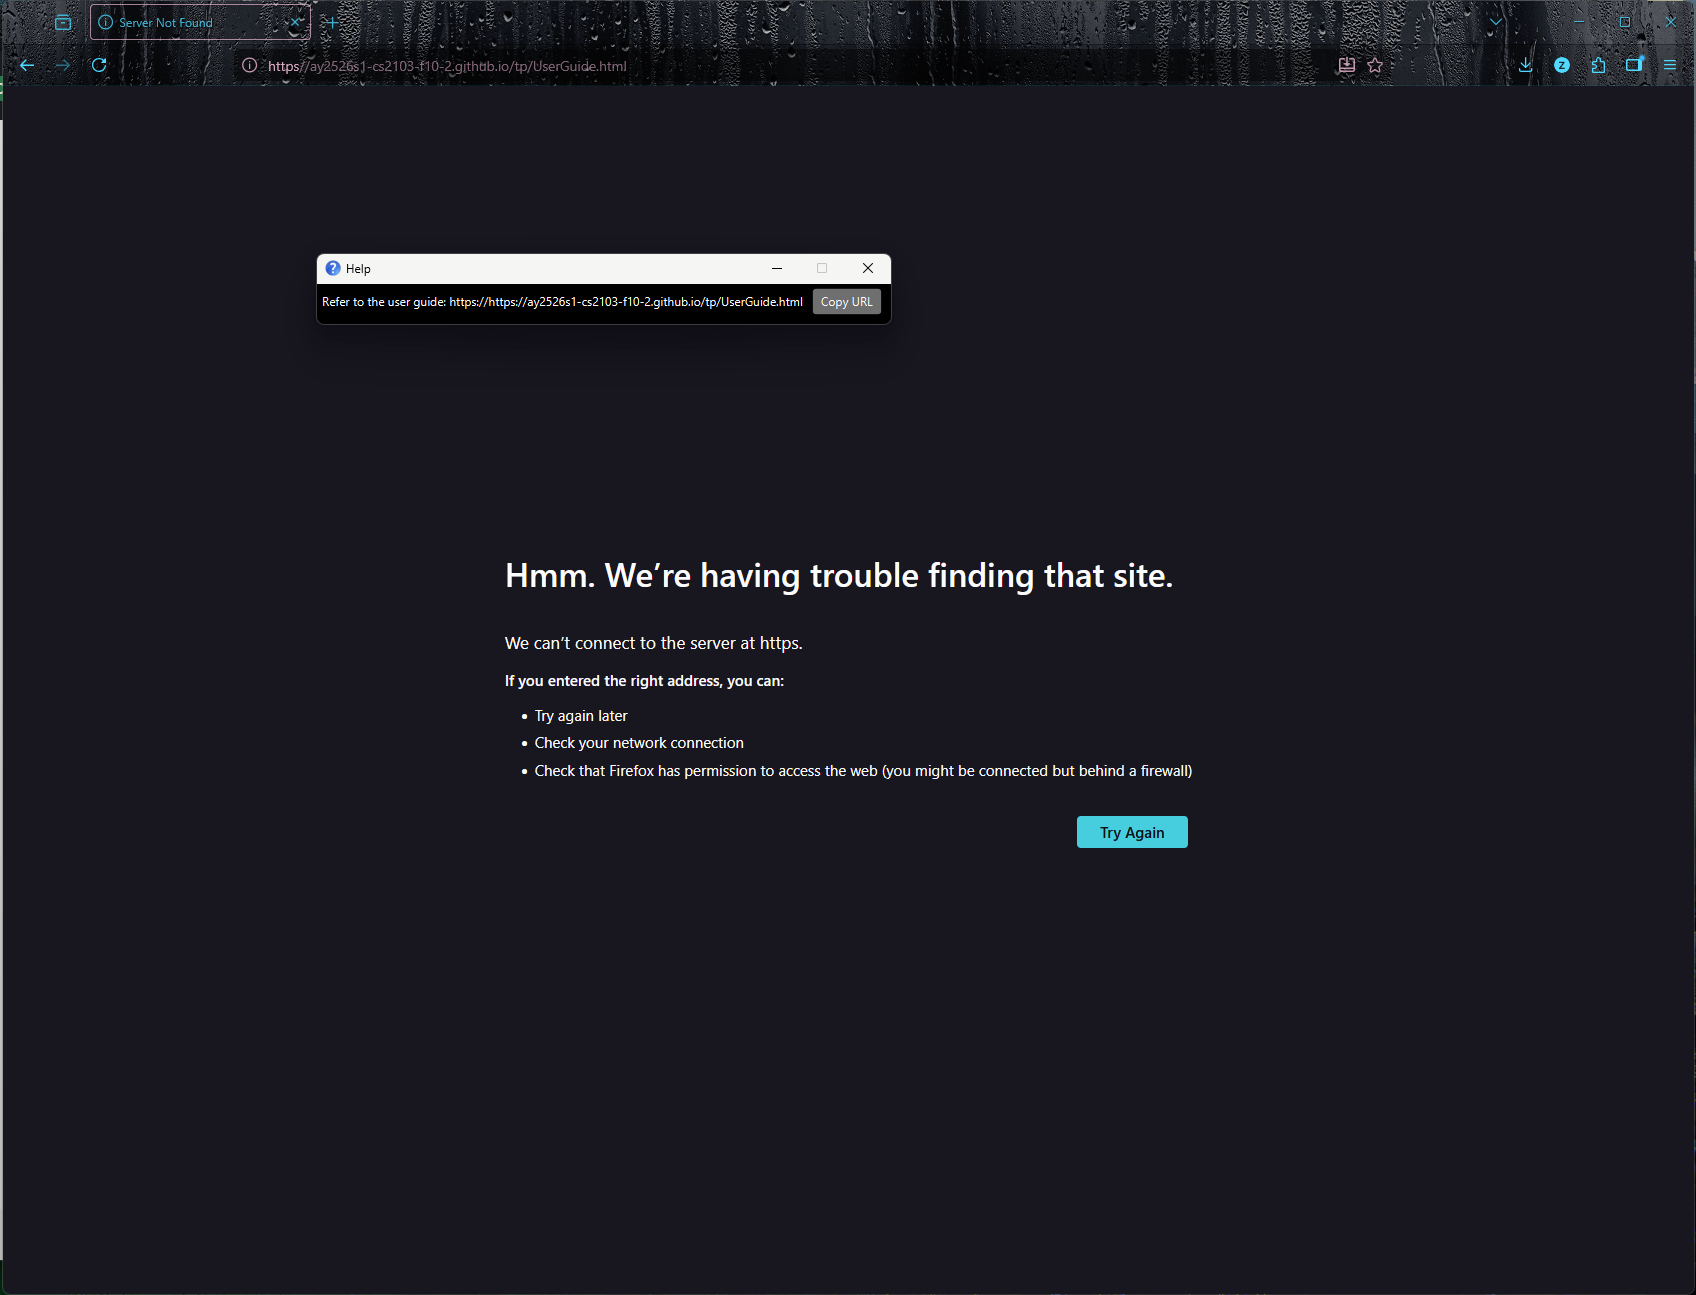 Server Not Found
https://ay2526s1-cs2103-f10-2.github.io/tp/UserGuide.html
Z
? Help
Refer to the user guide: https://https://ay2526s1-cs2103-f10-2.github.io/tp/UserGuide.html Copy URL
Hmm. We’re having trouble finding that site.
We can’t connect to the server at https.
If you entered the right address, you can:
• Try again later
• Check your network connection
• Check that Firefox has permission to access the web (you might be connected but behind a firewall)
Try Again